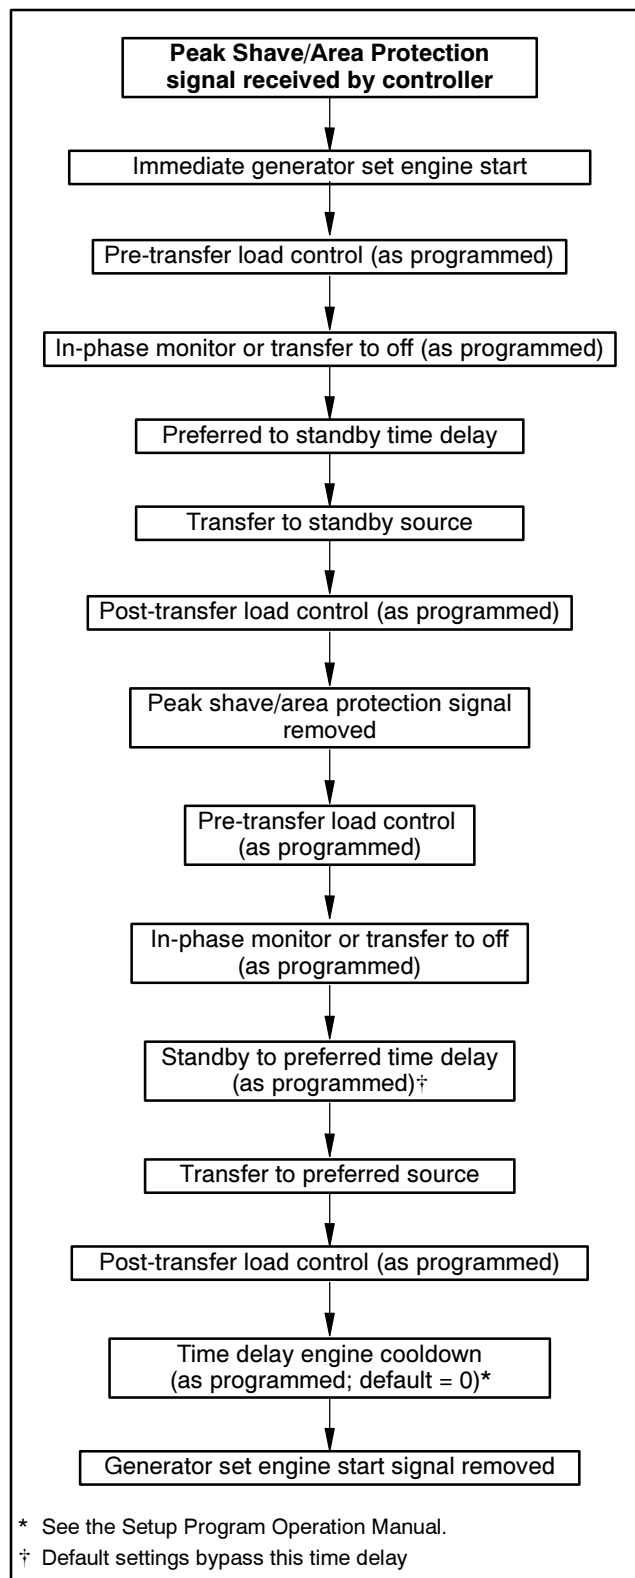 Peak Shave/Area Protection
signal received by controller
Immediate generator set engine start
Pre-transfer load control (as programmed)
In-phase monitor or transfer to off (as programmed)
Preferred to standby time delay
Transfer to standby source
Post-transfer load control (as programmed)
Peak shave/area protection signal
removed
Pre-transfer load control
(as programmed)
In-phase monitor or transfer to off
(as programmed)
Standby to preferred time delay
(as programmed)†
Transfer to preferred source
Post-transfer load control (as programmed)
Time delay engine cooldown
(as programmed; default = 0)*
Generator set engine start signal removed
* See the Setup Program Operation Manual.
† Default settings bypass this time delay